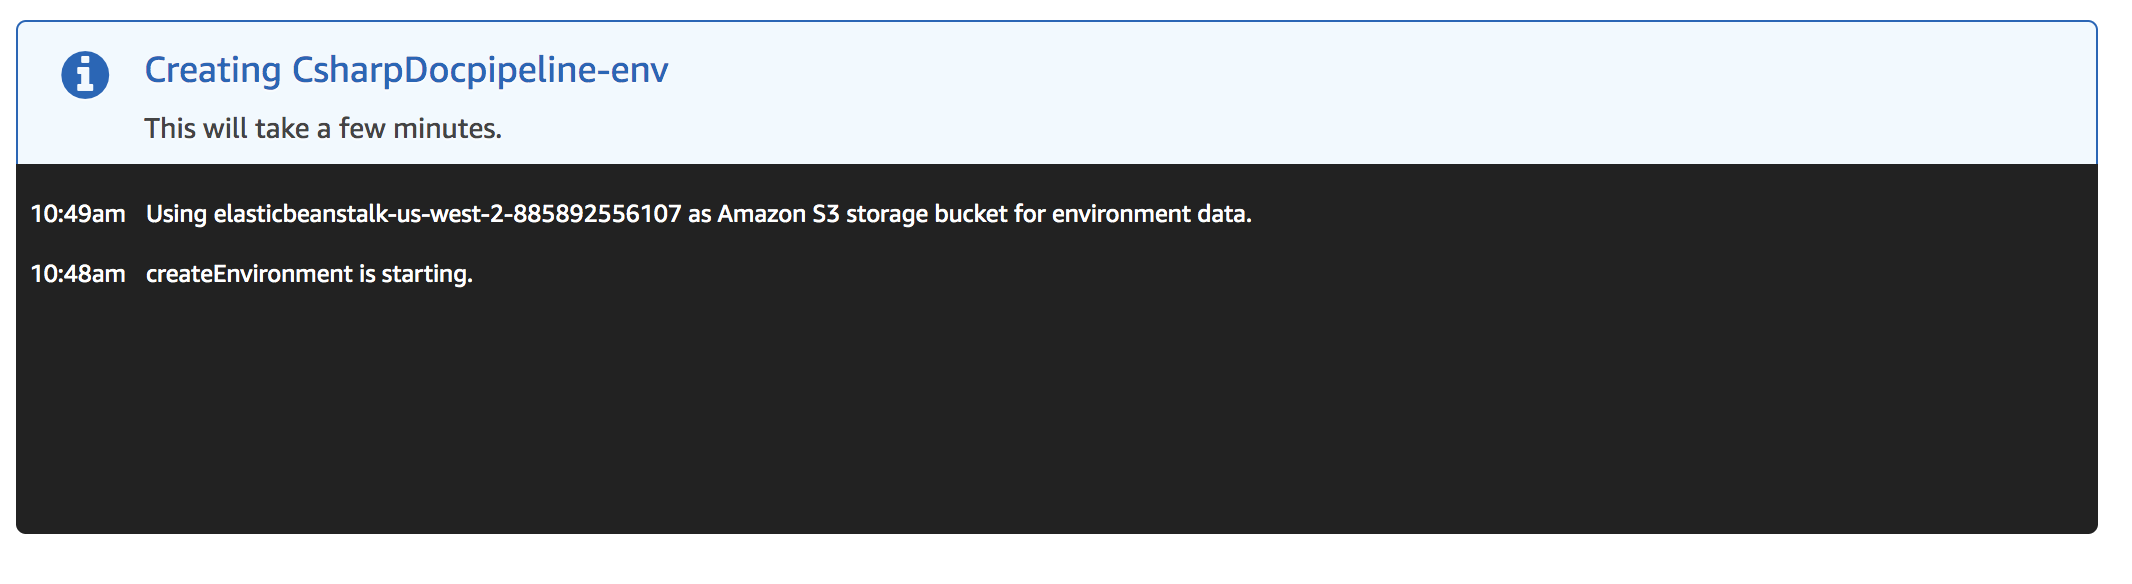 Creating CsharpDocpipeline-env
This will take a few minutes.
10:49am Using elasticbeanstalk-us-west-2-885892556107 as Amazon S3 storage bucket for environment data.
10:48am createEnvironment is starting.